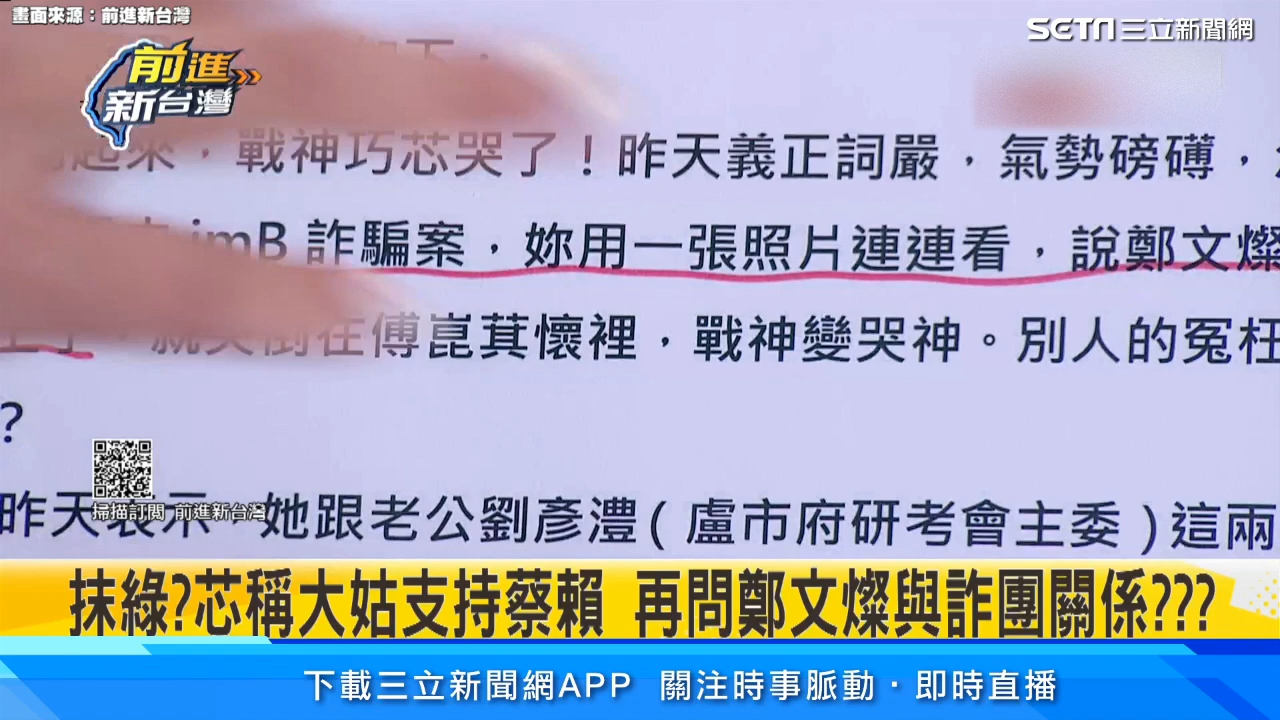 畫面來源：前進新台灣
SETN三立新聞網
前進
新台灣
起來，戰神巧芯哭了！昨天義正詞嚴，氣勢磅礡，
imB 詐騙案，妳用一張照片連連看，說鄭文燦
在傅崑萁懷裡，戰神變哭神。別人的冤枉
？
昨天表示 她跟老公劉彥澧（盧市府研考會主委）這兩
掃描訂閱 前進新台灣
抹綠?芯稱大姑支持蔡賴 再問鄭文燦與詐團關係???
下載三立新聞網APP 關注時事脈動．即時直播